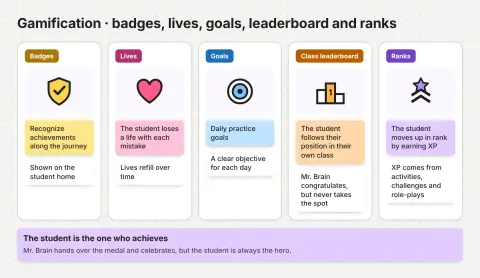 Gamification · badges, lives, goals, leaderboard and ranks
Badges
Recognize
achievements
along the journey
Shown on the
student home
Lives
The student loses
a life with each
mistake
Lives refill over
time
Goals
Daily practice
goals
A clear objective
for each day
Class leaderboard
1
The student
follows their
position in their
own class
Mr. Brain
congratulates,
but never takes
the spot
Ranks
The student
moves up in rank
by earning XP
XP comes from
activities,
challenges and
role-plays
The student is the one who achieves
Mr. Brain hands over the medal and celebrates, but the student is always the hero.